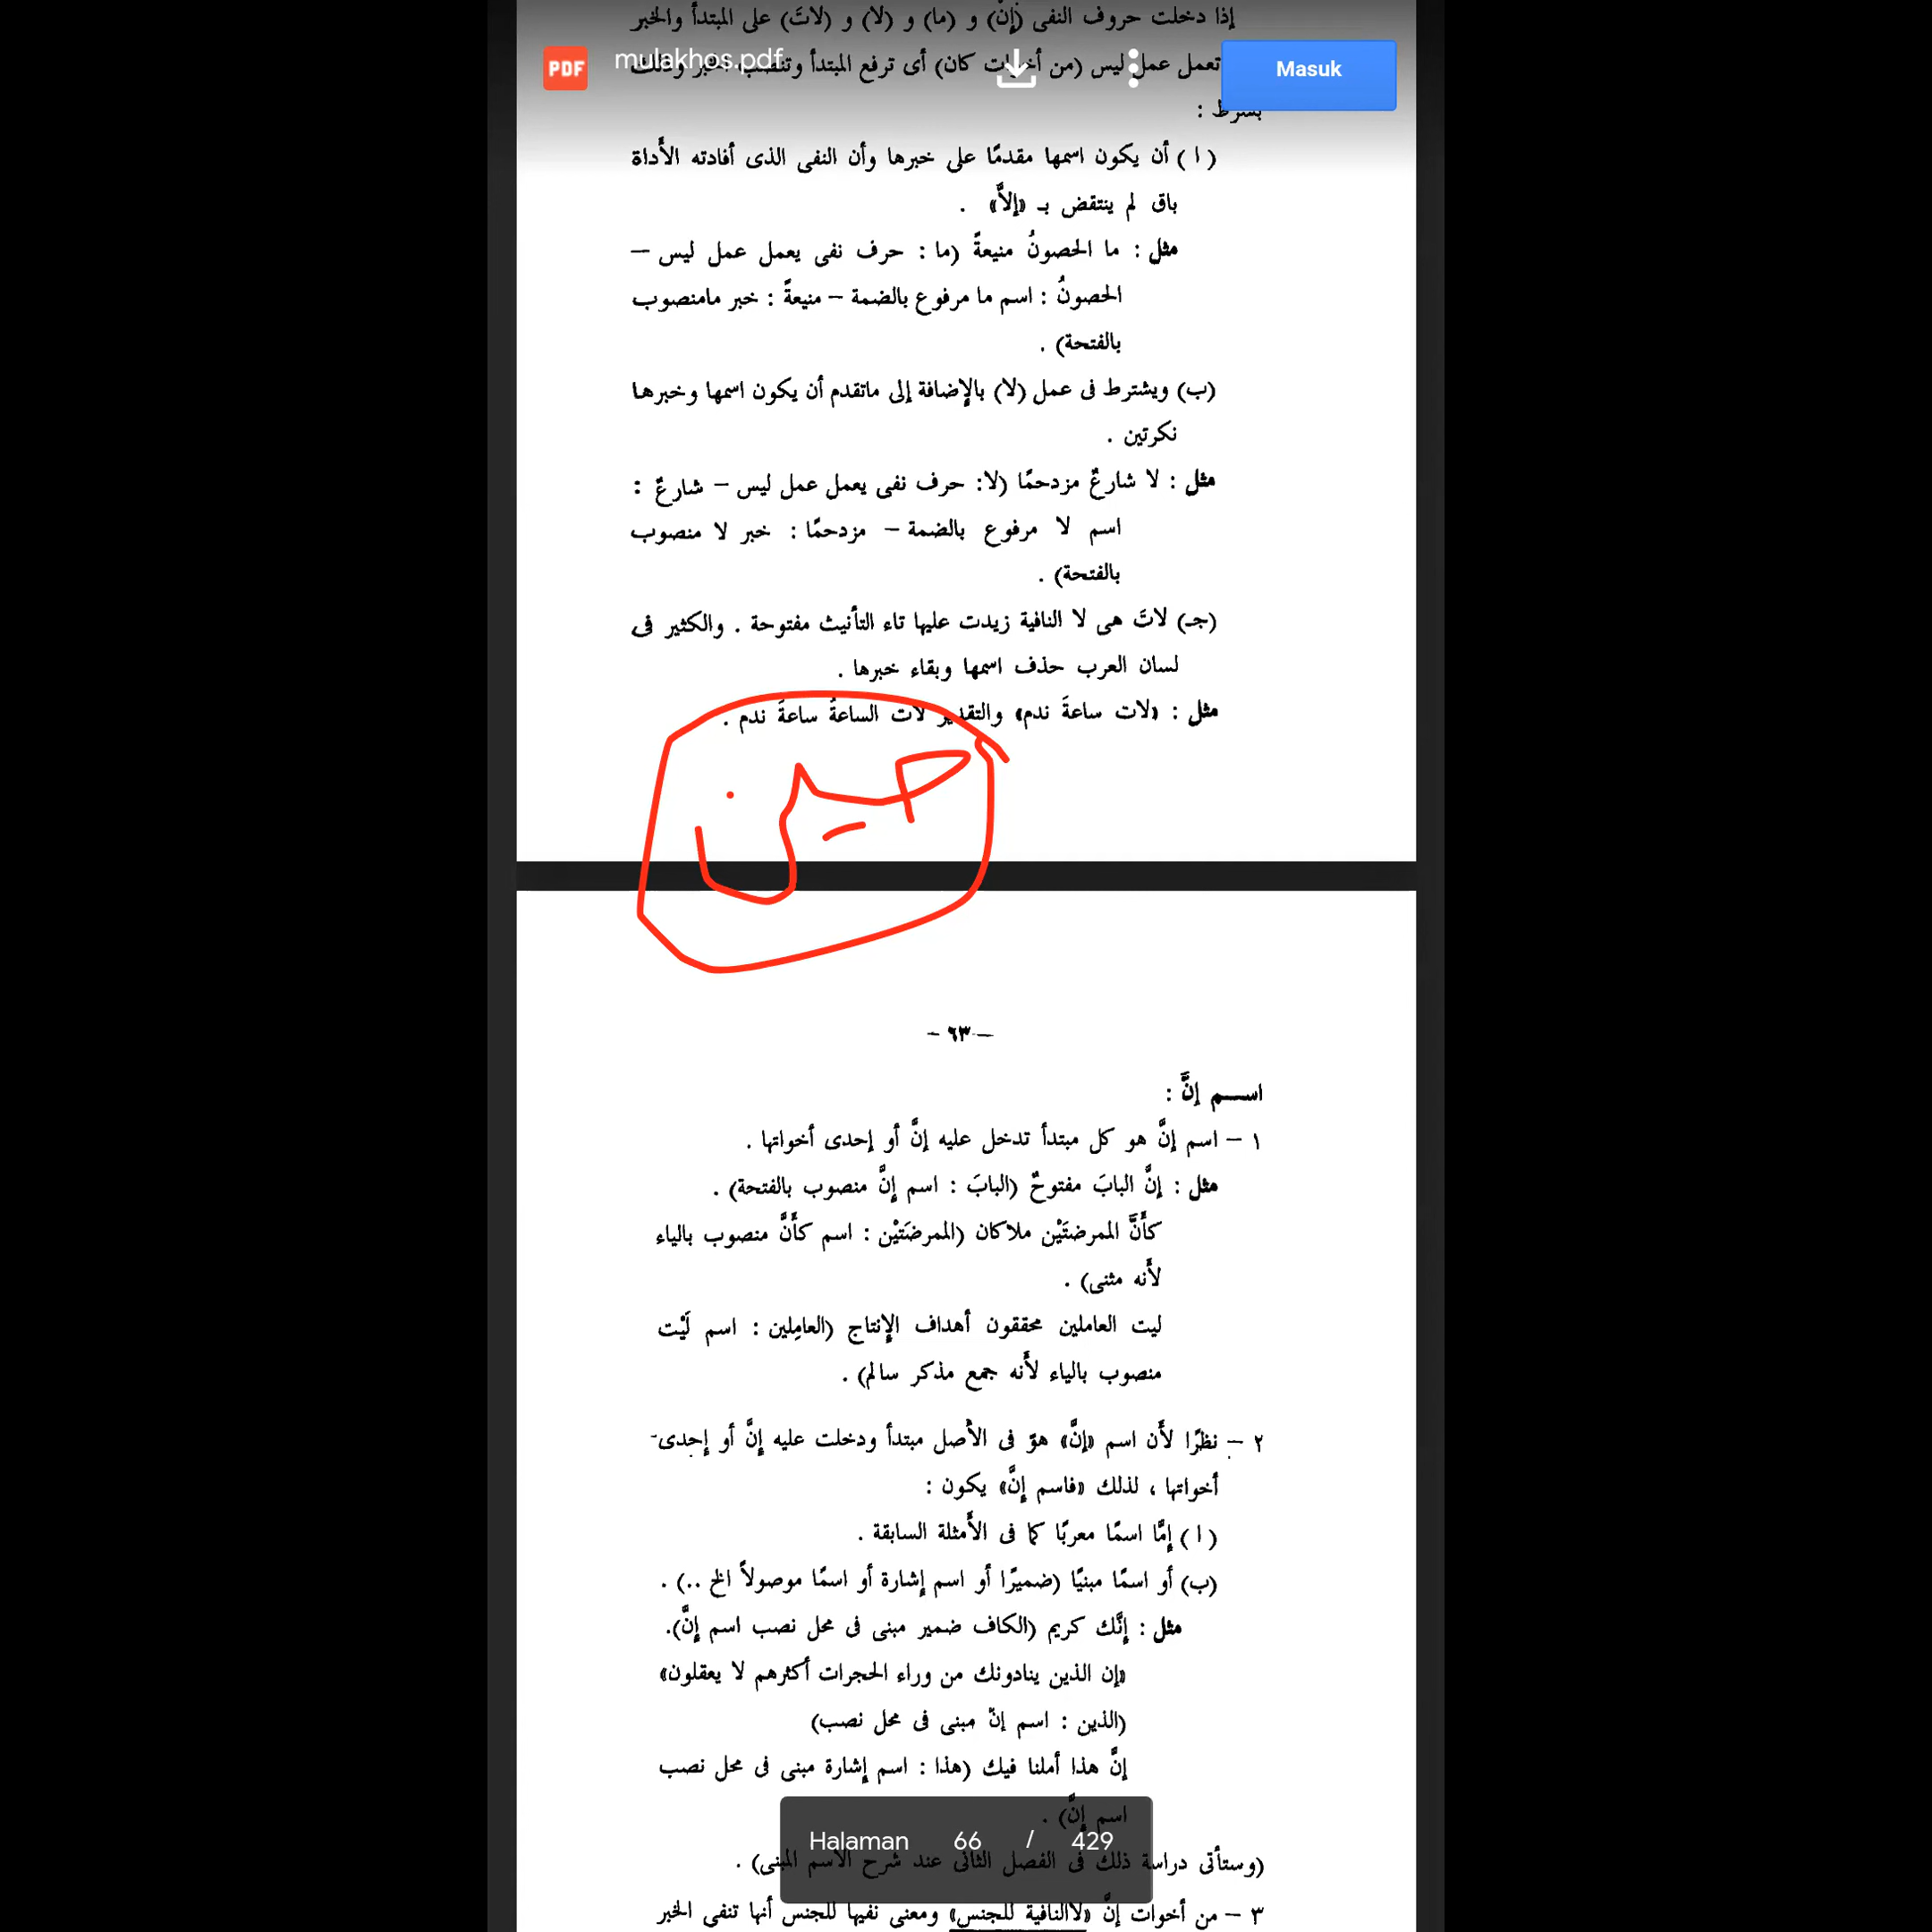 إذا دخلت حروف النفى (إنْ) و (ما) و (لا) و (لاتَ) على المبتدأ والخبر
mulakhos.pdf
PDF
Masuk
تعمل عمل ليس (من أخوات كان) أى ترفع المبتدأ وتنصب الخبر وذلك
بشرط :
(ا) أن يكون اسمها مقدمًا على خبرها وأن النفى الذى أفادته الأداة
باق لم ينتقض بـ «إلاَّ» .
مثل : ما الحصونُ منيعةً (ما : حرف نفى يعمل عمل ليس –
الحصونُ : اسم ما مرفوع بالضمة – منيعةً : خبر مامنصوب
بالفتحة) .
(ب) ويشترط فى عمل (لا) بالإضافة إلى ماتقدم أن يكون اسمها وخبرها
نكرتين .
مثل : لا شارعٌ مزدحمًا (لا: حرف نفى يعمل عمل ليس – شارعٌ :
اسم لا مرفوع بالضمة – مزدحمًا : خبر لا منصوب
بالفتحة) .
(جـ) لاتَ هى لا النافية زيدت عليها تاء التأنيث مفتوحة . والكثير فى
لسان العرب حذف اسمها وبقاء خبرها .
مثل : «لات ساعةَ ندم» والتقدير لات الساعةُ ساعةَ ندم .
حين
– ٦٣ –
اســم إنَّ :
١ – اسم إنَّ هو كل مبتدأ تدخل عليه إنَّ أو إحدى أخواتها .
مثل : إنَّ البابَ مفتوحٌ (البابَ : اسم إنَّ منصوب بالفتحة) .
كأنَّ الممرضتَيْن ملاكان (الممرضَتيْن : اسم كأنَّ منصوب بالياء
لأنه مثنى) .
ليت العاملين محققون أهداف الإنتاج (العامِلين : اسم لَيْت
منصوب بالياء لأنه جمع مذكر سالم) .
٢ – نظرًا لأن اسم «إنَّ» هو فى الأصل مبتدأ ودخلت عليه إنَّ أو إحدى
أخواتها ، لذلك «فاسم إنَّ» يكون :
(ا) إمَّا اسمًا معربًا كما فى الأمثلة السابقة .
(ب) أو اسمًا مبنيًا (ضميرًا أو اسم إشارة أو اسمًا موصولاً الخ ..) .
مثل : إنَّك كريم (الكاف ضمير مبنى فى محل نصب اسم إنَّ).
«إن الذين ينادونك من وراء الحجرات أكثرهم لا يعقلون»
(الذين : اسم إنّ مبنى فى محل نصب)
إنَّ هذا أملنا فيك (هذا : اسم إشارة مبنى فى محل نصب
اسم إنَّ) .
Halaman 66 / 429
(وستأتى دراسة ذلك فى الفصل الثانى عند شرح الاسم المبنى) .
٣ – من أخوات إنَّ «لاالنافية للجنس» ومعنى نفيها للجنس أنها تنفى الخبر